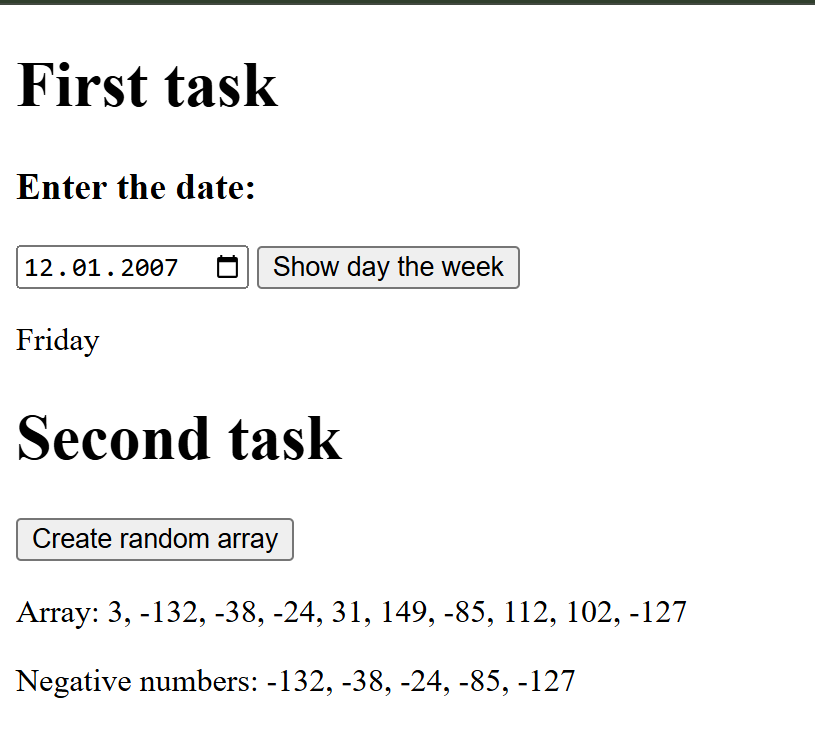 First task
Enter the date:
12.01.2007 Show day the week
Friday
Second task
Create random array
Array: 3, -132, -38, -24, 31, 149, -85, 112, 102, -127
Negative numbers: -132, -38, -24, -85, -127